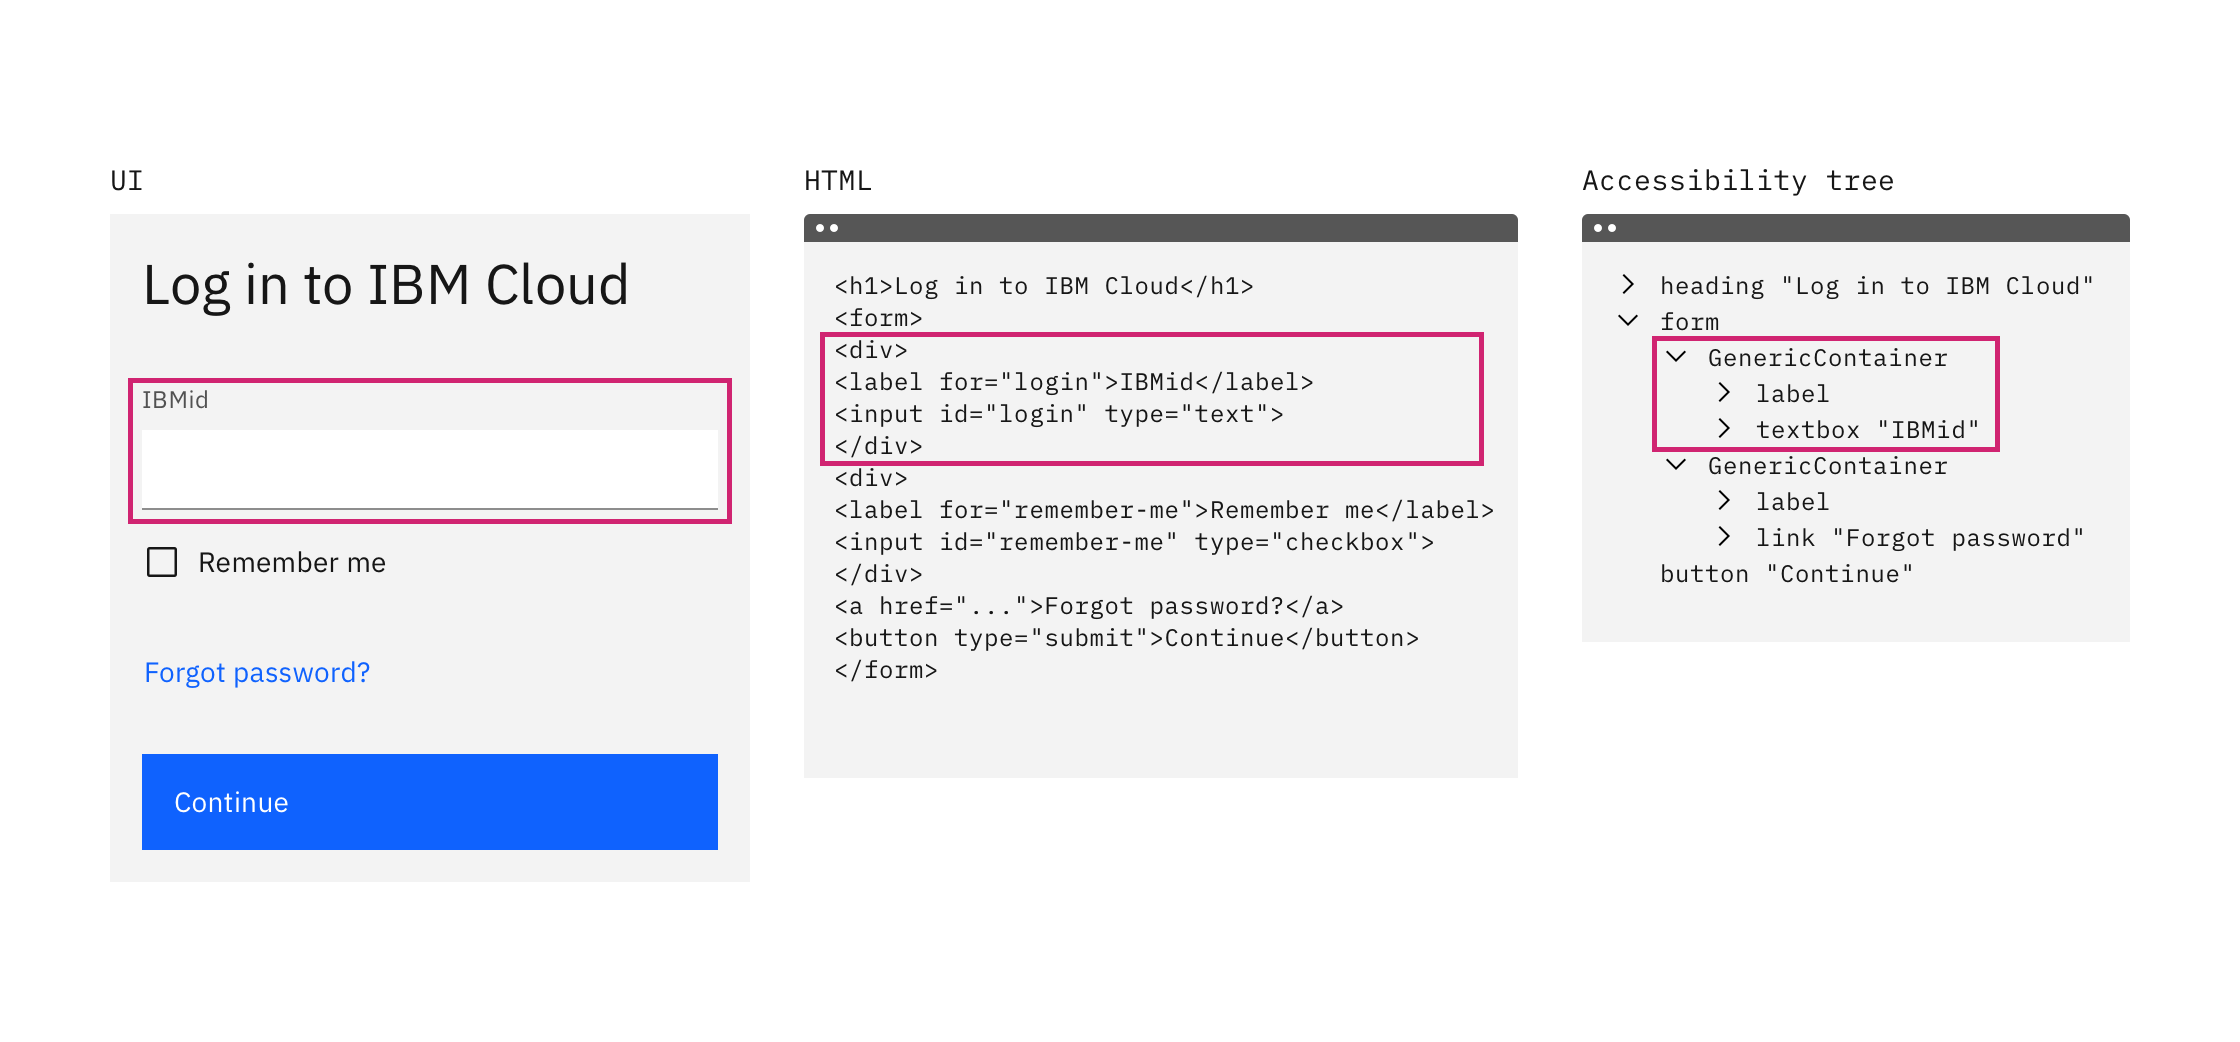 UI
Log in to IBM Cloud
IBMid
Remember me
Forgot password?
Continue
HTML
<h1>Log in to IBM Cloud</h1>
<form>
<div>
<label for="login">IBMid</label>
<input id="login" type="text">
</div>
<div>
<label for="remember-me">Remember me</label>
<input id="remember-me" type="checkbox">
</div>
<a href="...">Forgot password?</a>
<button type="submit">Continue</button>
</form>
Accessibility tree
heading "Log in to IBM Cloud"
form
GenericContainer
label
textbox "IBMid"
GenericContainer
label
link "Forgot password"
button "Continue"